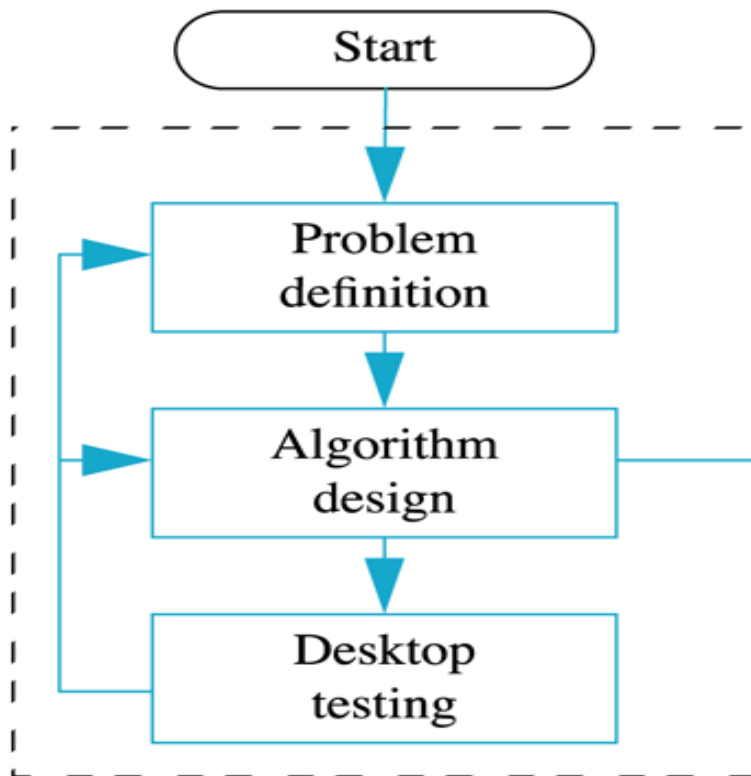 Start
Problem
definition
Algorithm
design
Desktop
testing